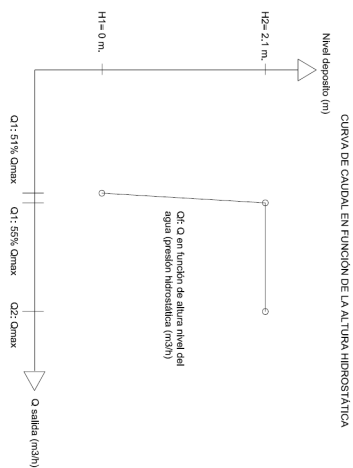 CURVA DE CAUDAL EN FUNCIÓN DE LA ALTURA HIDROSTÁTICA
Nivel deposito (m)
H2= 2.1 m.
H1= 0 m.
Qf: Q en función de altura nivel del
agua (presión hidrostática (m3/h)
Q1: 51% Qmax
Q1: 55% Qmax
Q2: Qmax
Q salida (m3/h)